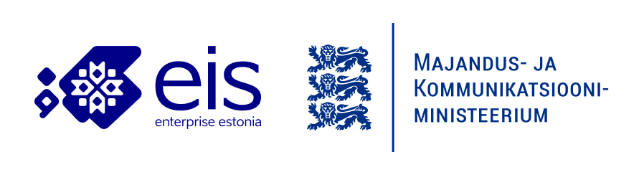 eis
enterprise estonia
MAJANDUS- JA
KOMMUNIKATSIOONI-
MINISTEERIUM